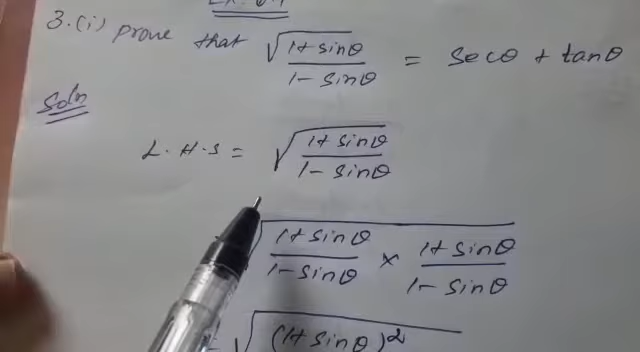 3.(i) prove that √(1+sinθ)/(1-sinθ) = secθ + tanθ
Soln
L.H.S = √(1+sinθ)/(1-sinθ)
√(1+sinθ)/(1-sinθ) × (1+sinθ)/(1-sinθ)
= √(1+sinθ)²